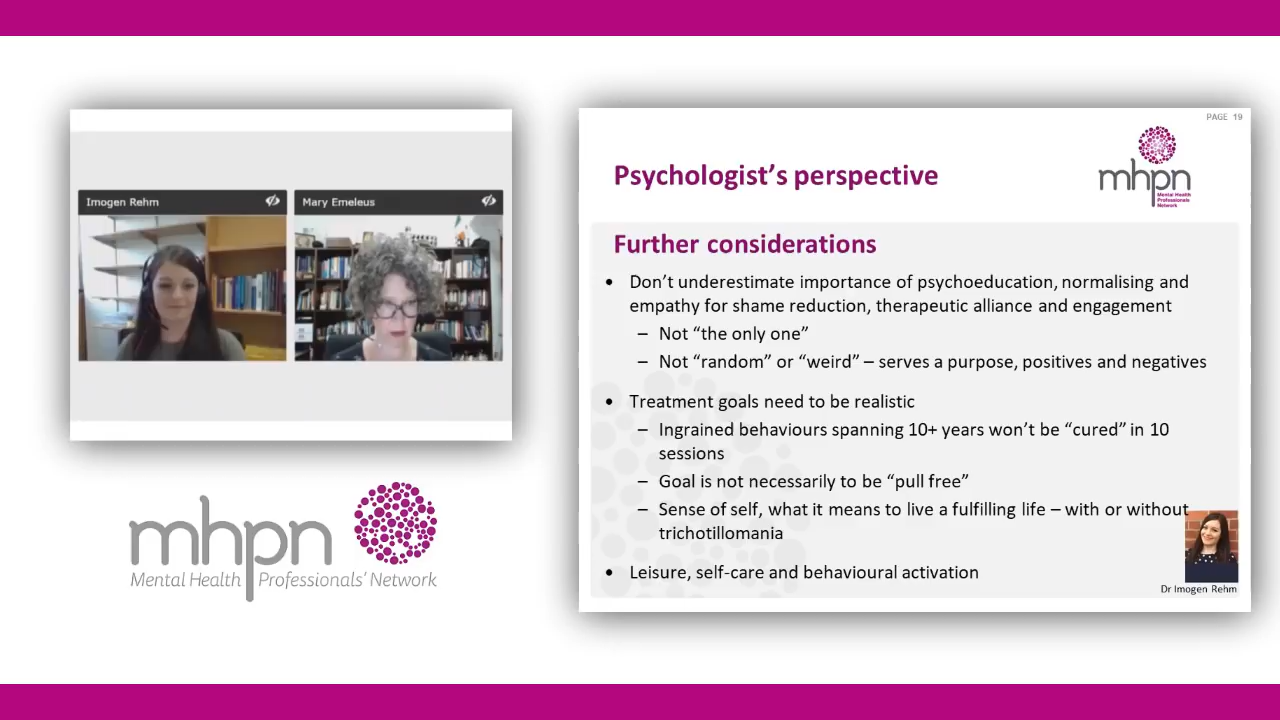 Imogen Rehm
Mary Emeleus
mhpn
Mental Health Professionals' Network
PAGE 19
mhpn
Mental Health
Professionals
Network
Psychologist's perspective
Further considerations
• Don't underestimate importance of psychoeducation, normalising and
empathy for shame reduction, therapeutic alliance and engagement
– Not "the only one"
– Not "random" or "weird" – serves a purpose, positives and negatives
• Treatment goals need to be realistic
– Ingrained behaviours spanning 10+ years won't be "cured" in 10
sessions
– Goal is not necessarily to be "pull free"
– Sense of self, what it means to live a fulfilling life – with or without
trichotillomania
• Leisure, self-care and behavioural activation
Dr Imogen Rehm